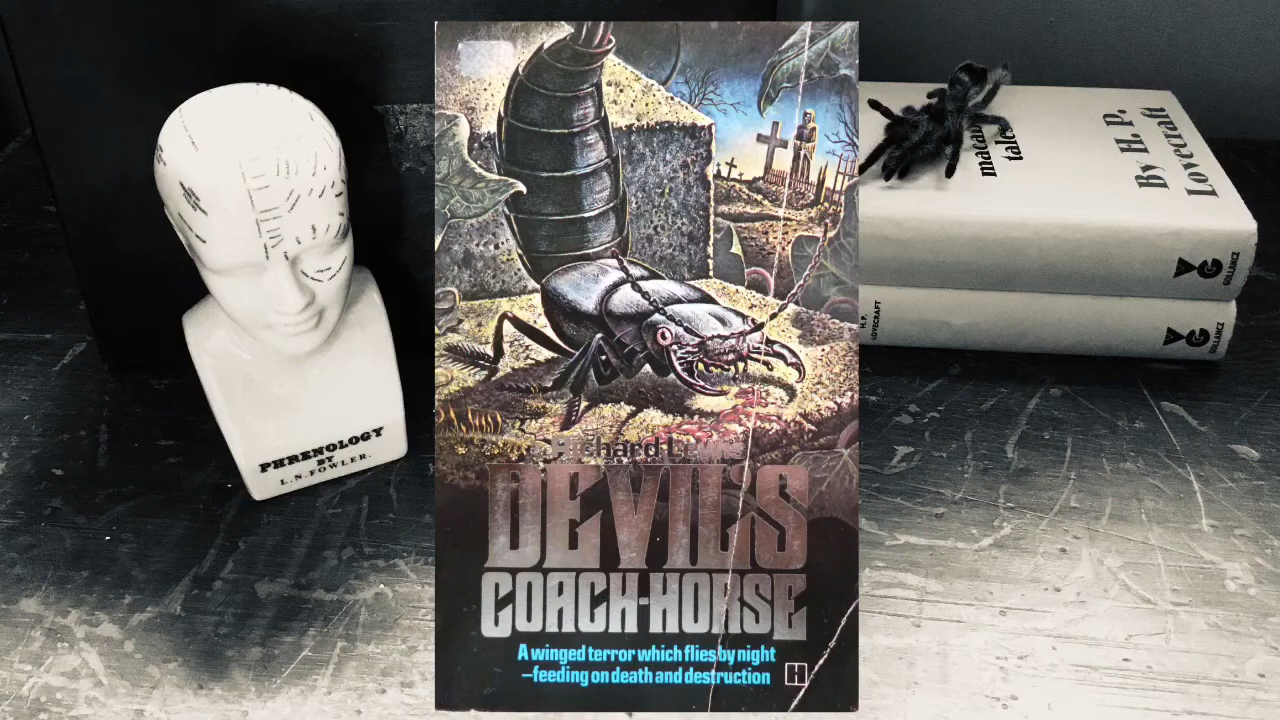 PHRENOLOGY
BY
L.N. FOWLER.
Richard Lewis
DEVIL'S
COACH-HORSE
A winged terror which flies by night
–feeding on death and destruction
H
macab
tales
By H. P.
Lovecraft
VG
GOLLANCZ
H.P.
LOVECRAFT
VG
GOLLANCZ